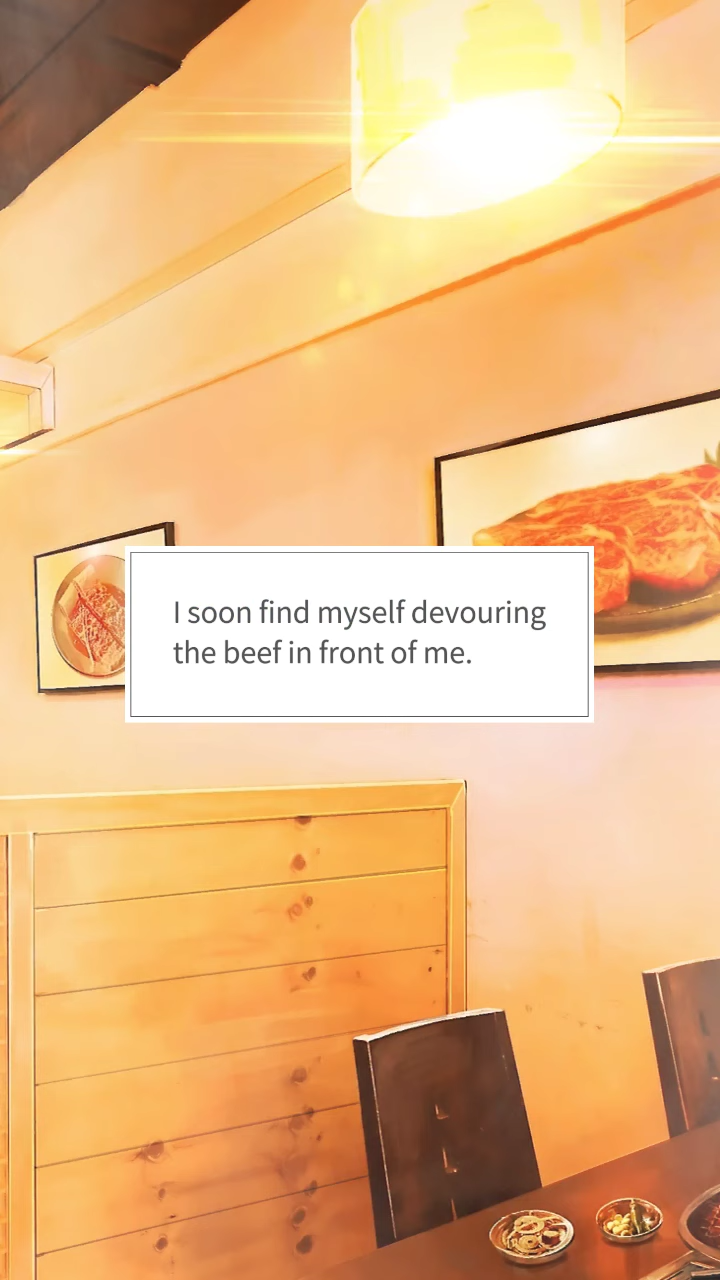 I soon find myself devouring
the beef in front of me.